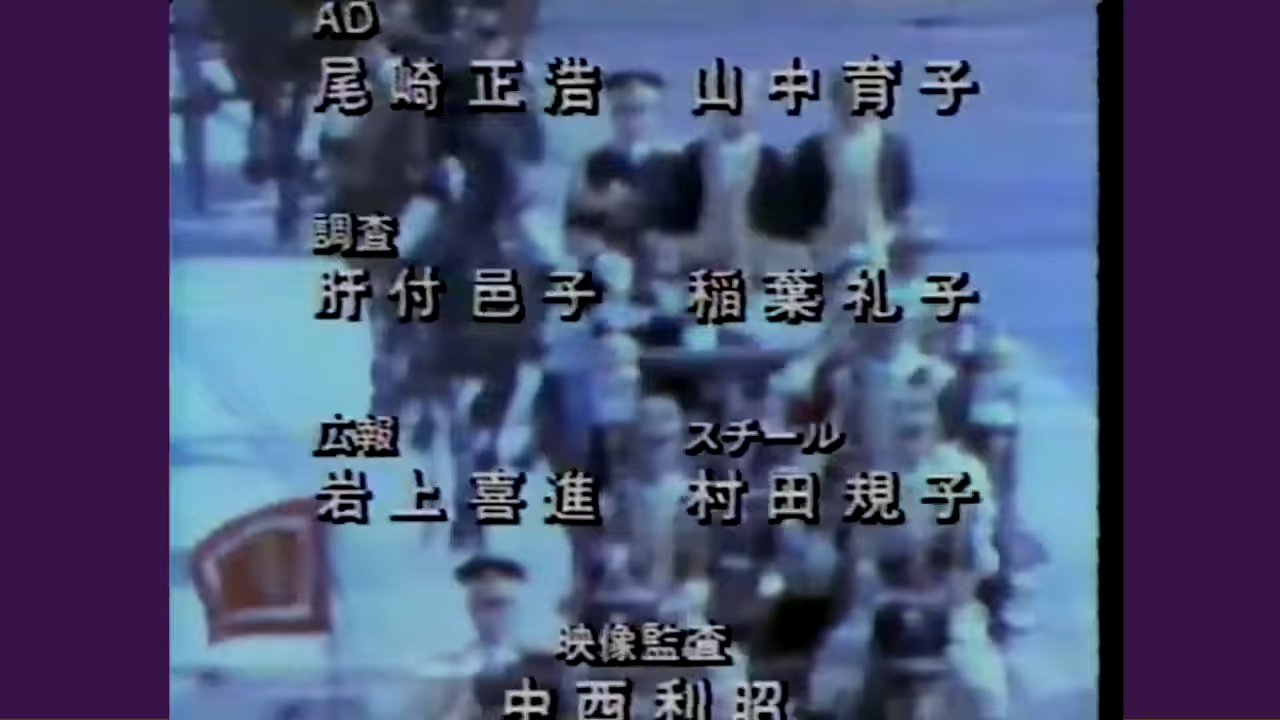 AD
尾崎正浩 山中育子
調査
肝付邑子 稲葉礼子
広報 スチール
岩上喜進 村田規子
映像監査
中西利昭